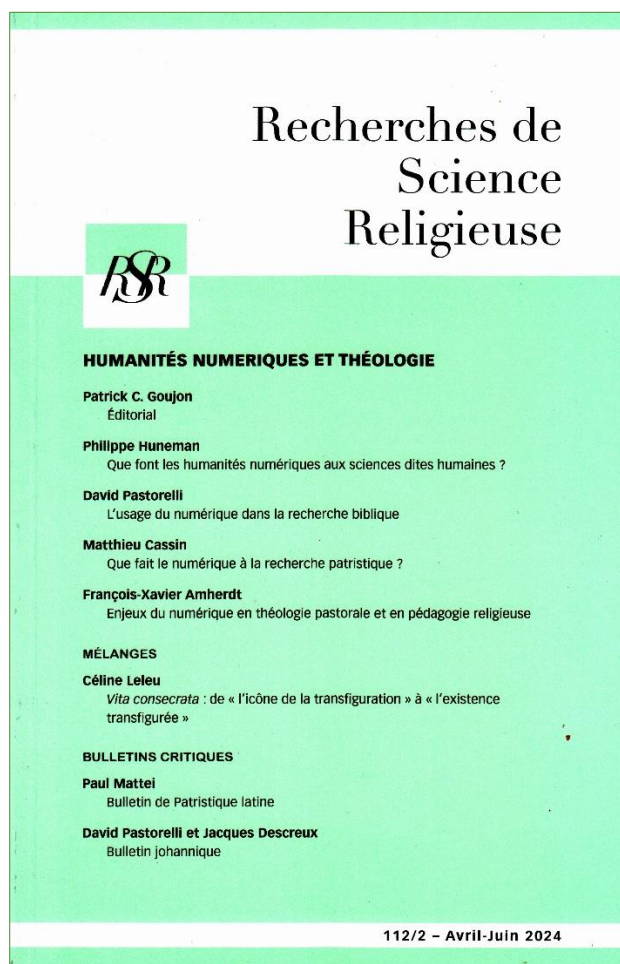 Recherches de
Science
Religieuse
RSR
HUMANITÉS NUMERIQUES ET THÉOLOGIE
Patrick C. Goujon
Éditorial
Philippe Huneman
Que font les humanités numériques aux sciences dites humaines ?
David Pastorelli
L'usage du numérique dans la recherche biblique
Matthieu Cassin
Que fait le numérique à la recherche patristique ?
François-Xavier Amherdt
Enjeux du numérique en théologie pastorale et en pédagogie religieuse
MÉLANGES
Céline Leleu
Vita consecrata : de « l'icône de la transfiguration » à « l'existence
transfigurée »
BULLETINS CRITIQUES
Paul Mattei
Bulletin de Patristique latine
David Pastorelli et Jacques Descreux
Bulletin johannique
112/2 – Avril-Juin 2024